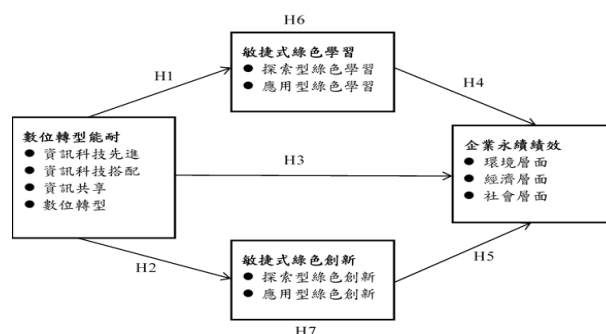 H6
敏捷式綠色學習
● 探索型綠色學習
● 應用型綠色學習
H1
H4
數位轉型能耐
● 資訊科技先進
● 資訊科技搭配
● 資訊共享
● 數位轉型
H3
企業永續績效
● 環境層面
● 經濟層面
● 社會層面
H2
敏捷式綠色創新
● 探索型綠色創新
● 應用型綠色創新
H5
H7